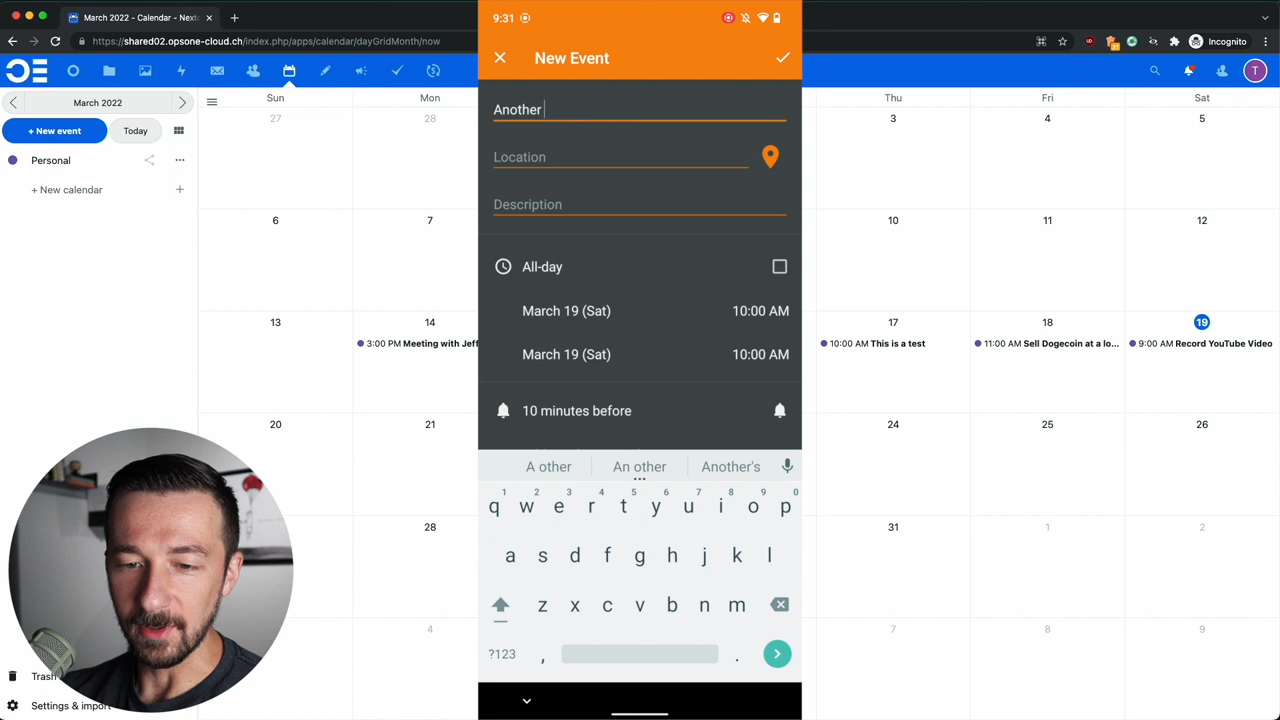 March 2022 - Calendar - Nextc
https://shared02.opsone-cloud.ch/index.php/apps/calendar/dayGridMonth/now
Incognito
31
T
March 2022
+ New event
Today
Personal
+ New calendar
Trash
Settings & import
Sun Mon Thu Fri Sat
27 28 3 4 5
6 7 10 11 12
13 14 17 18 19
3:00 PM Meeting with Jeff
10:00 AM This is a test
11:00 AM Sell Dogecoin at a lo...
9:00 AM Record YouTube Video
20 21 24 25 26
28 31 1 2
4 7 8 9
9:31
New Event
Another
Location
Description
All-day
March 19 (Sat) 10:00 AM
March 19 (Sat) 10:00 AM
10 minutes before
A other An other Another's
1 2 3 4 5 6 7 8 9 0
q w e r t y u i o p
a s d f g h j k l
z x c v b n m
?123 , .